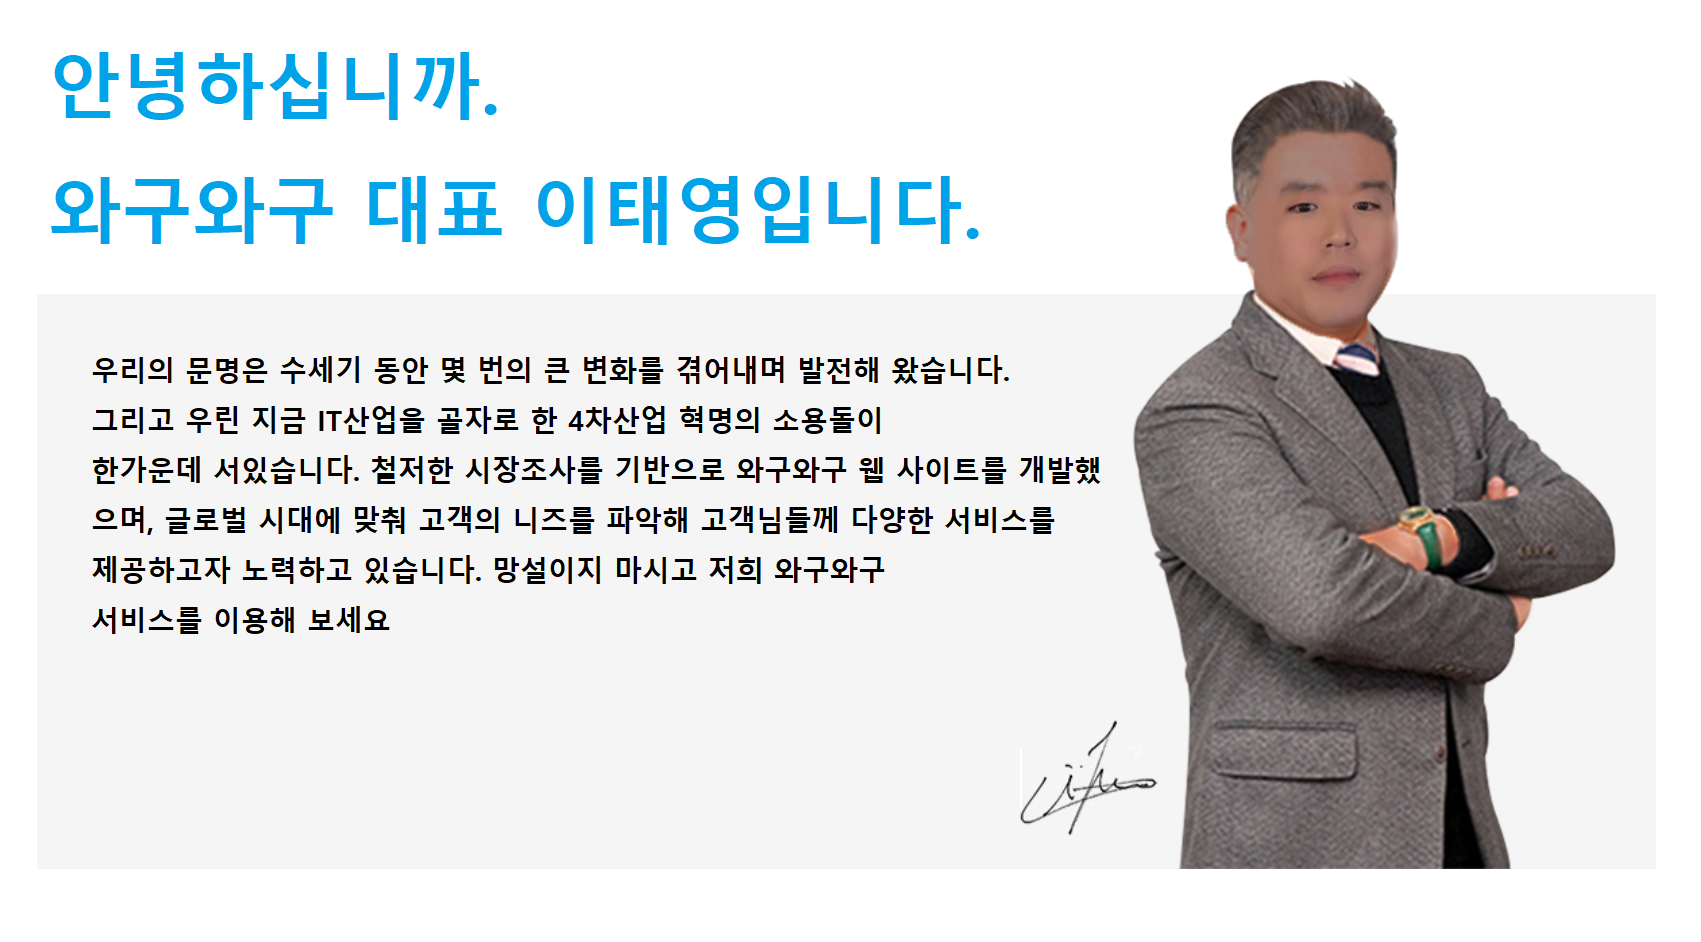 안녕하십니까.
와구와구 대표 이태영입니다.
우리의 문명은 수세기 동안 몇 번의 큰 변화를 겪어내며 발전해 왔습니다.
그리고 우린 지금 IT산업을 골자로 한 4차산업 혁명의 소용돌이
한가운데 서있습니다. 철저한 시장조사를 기반으로 와구와구 웹 사이트를 개발했
으며, 글로벌 시대에 맞춰 고객의 니즈를 파악해 고객님들께 다양한 서비스를
제공하고자 노력하고 있습니다. 망설이지 마시고 저희 와구와구
서비스를 이용해 보세요